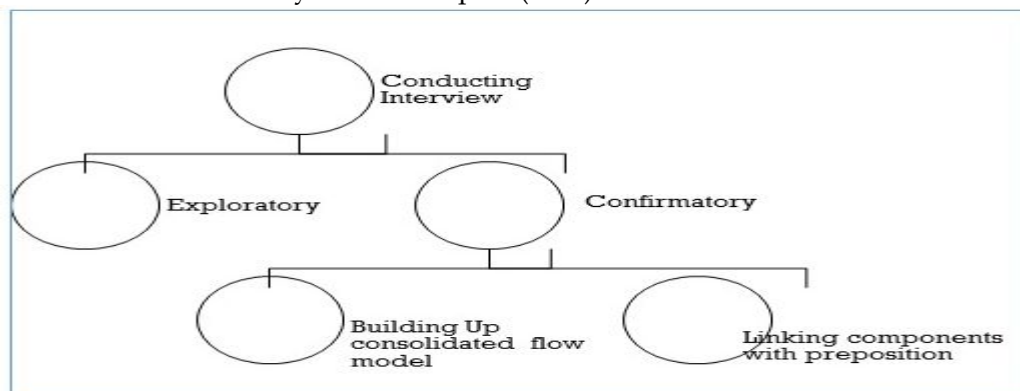 Conducting
Interview
Exploratory
Confirmatory
Building Up
consolidated flow
model
Linking components
with preposition